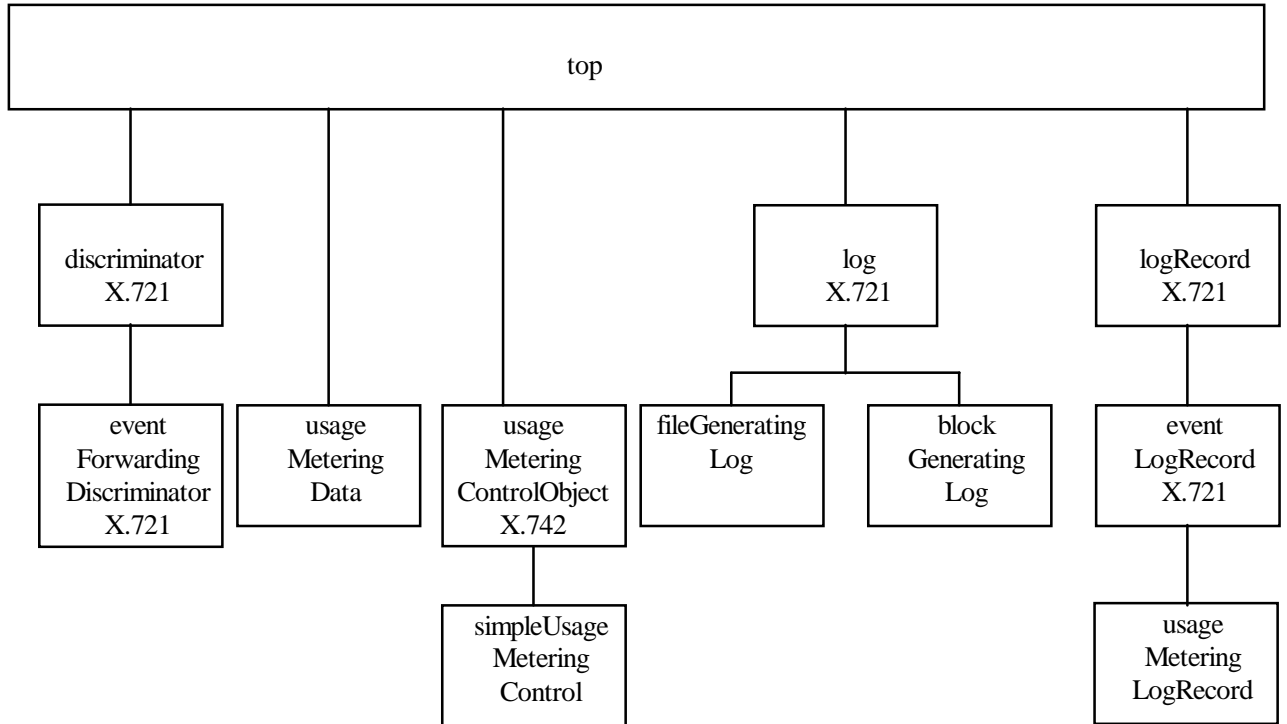 top
discriminator
X.721
log
X.721
logRecord
X.721
event
Forwarding
Discriminator
X.721
usage
Metering
Data
usage
Metering
ControlObject
X.742
fileGenerating
Log
block
Generating
Log
event
LogRecord
X.721
simpleUsage
Metering
Control
usage
Metering
LogRecord